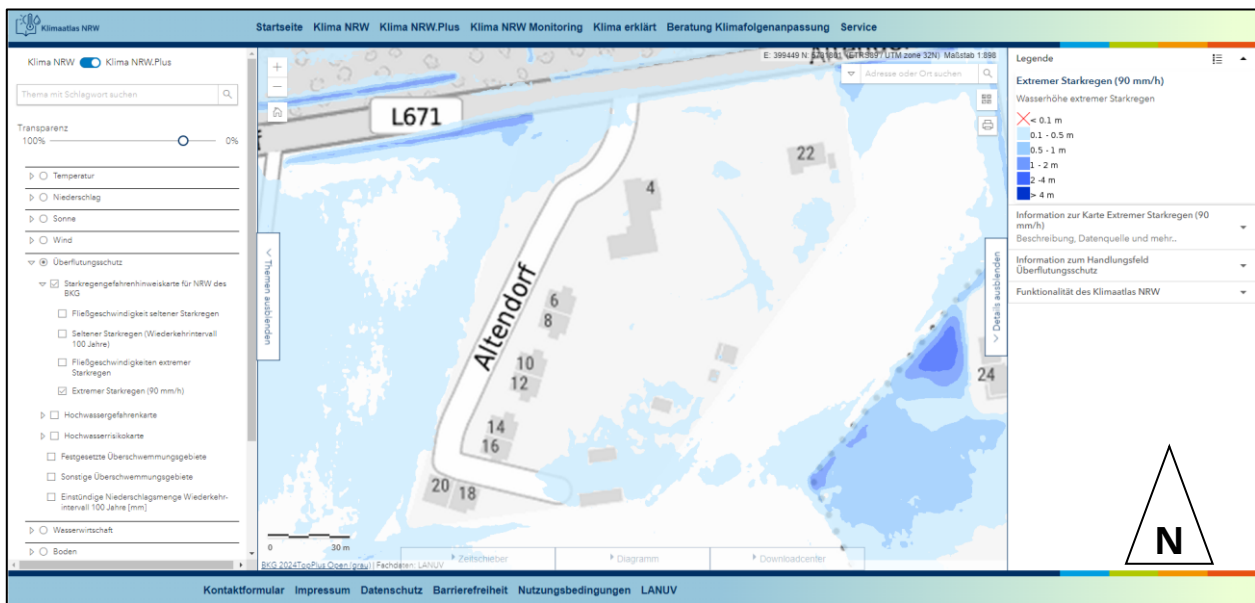 Klimaatlas NRW
Startseite Klima NRW Klima NRW.Plus Klima NRW Monitoring Klima erklärt Beratung Klimafolgenanpassung Service
Klima NRW Klima NRW.Plus
Thema mit Schlagwort suchen
Transparenz
100% 0%
Temperatur
Niederschlag
Sonne
Wind
Überflutungsschutz
Starkregengefahrenhinweiskarte für NRW des
BKG
Fließgeschwindigkeit seltener Starkregen
Seltener Starkregen (Wiederkehrintervall
100 Jahre)
Fließgeschwindigkeiten extremer
Starkregen
Extremer Starkregen (90 mm/h)
Hochwassergefahrenkarte
Hochwasserrisikokarte
Festgesetzte Überschwemmungsgebiete
Sonstige Überschwemmungsgebiete
Einstündige Niederschlagsmenge Wiederkehr-
intervall 100 Jahre [mm]
Wasserwirtschaft
Boden
< Themen ausblenden
+
−
E: 399449 N: (ETRS89 / UTM zone 32N) Maßstab 1:898
Adresse oder Ort suchen
Altendorf
L671
22
4
Altendorf
6
8
10
12
14
16
20
18
24
0 30 m
Zeitschieber
Diagramm
Downloadcenter
BKG 2024TopPlus Open (grau) | Fachdaten: LANUV
> Details ausblenden
Legende
Extremer Starkregen (90 mm/h)
Wasserhöhe extremer Starkregen
< 0.1 m
0.1 - 0.5 m
0.5 - 1 m
1 - 2 m
2 -4 m
> 4 m
Information zur Karte Extremer Starkregen (90
mm/h)
Beschreibung, Datenquelle und mehr...
Information zum Handlungsfeld
Überflutungsschutz
Funktionalität des Klimaatlas NRW
N
Kontaktformular Impressum Datenschutz Barrierefreiheit Nutzungsbedingungen LANUV